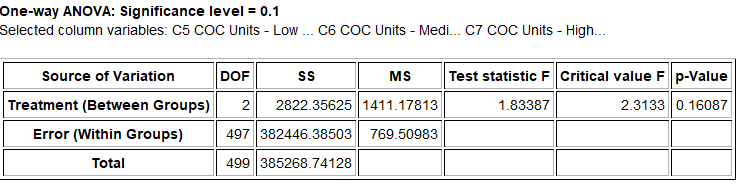 One-way ANOVA: Significance level = 0.1
Selected column variables: C5 COC Units - Low ... C6 COC Units - Medi... C7 COC Units - High...
Source of Variation DOF SS MS Test statistic F Critical value F p-Value
Treatment (Between Groups) 2 2822.35625 1411.17813 1.83387 2.3133 0.16087
Error (Within Groups) 497 382446.38503 769.50983
Total 499 385268.74128